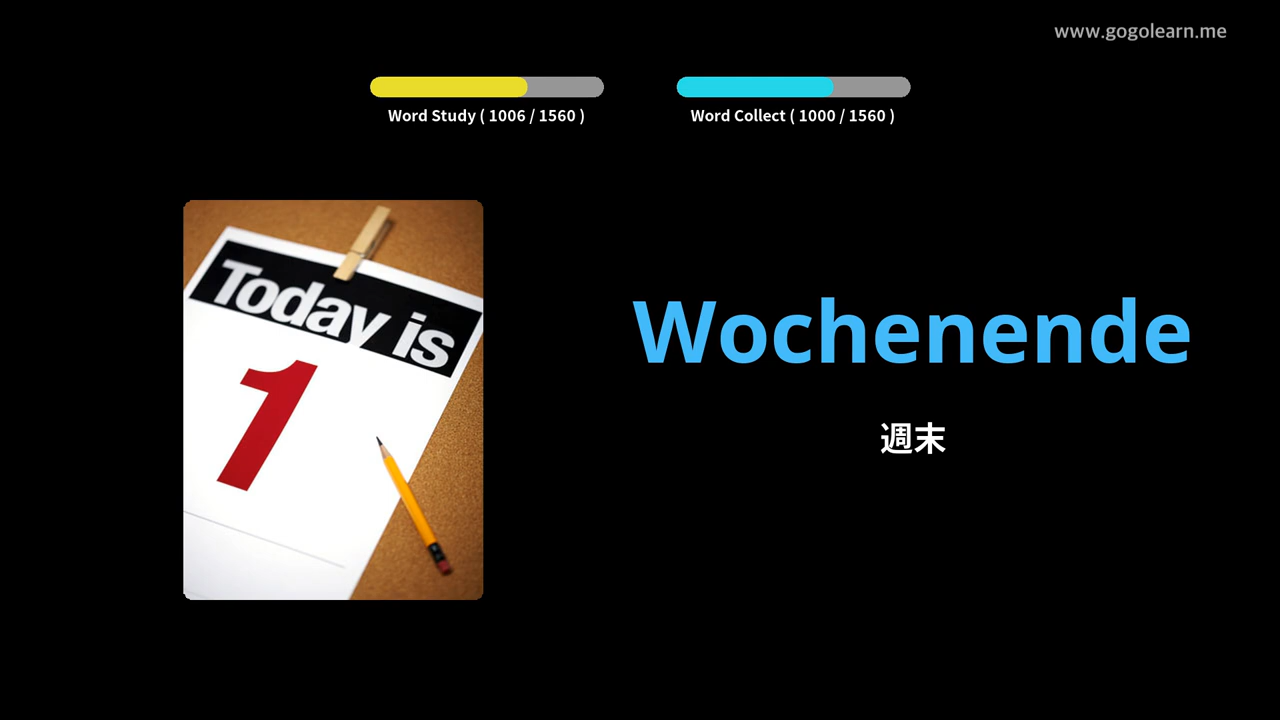 www.gogolearn.me
Word Study ( 1006 / 1560 )
Word Collect ( 1000 / 1560 )
Today is
1
Wochenende
週末